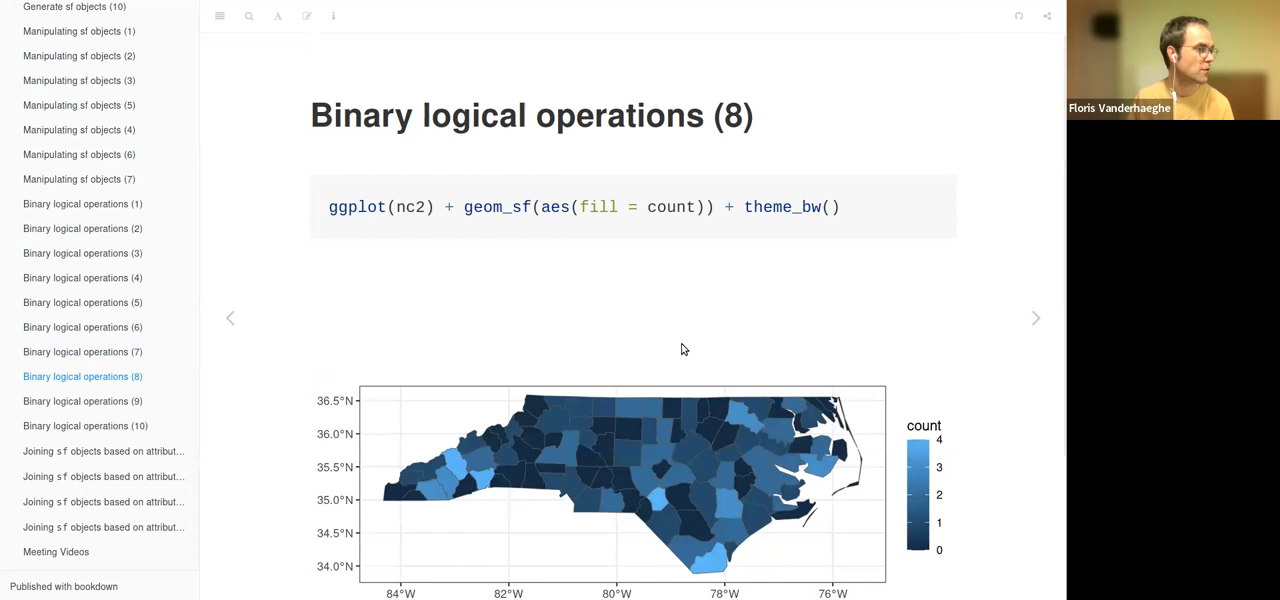 Generate sf objects (10)
Manipulating sf objects (1)
Manipulating sf objects (2)
Manipulating sf objects (3)
Manipulating sf objects (5)
Manipulating sf objects (4)
Manipulating sf objects (6)
Manipulating sf objects (7)
Binary logical operations (1)
Binary logical operations (2)
Binary logical operations (3)
Binary logical operations (4)
Binary logical operations (5)
Binary logical operations (6)
Binary logical operations (7)
Binary logical operations (8)
Binary logical operations (9)
Binary logical operations (10)
Joining sf objects based on attribut...
Joining sf objects based on attribut...
Joining sf objects based on attribut...
Joining sf objects based on attribut...
Meeting Videos
Published with bookdown
A
i
Binary logical operations (8)
ggplot(nc2) + geom_sf(aes(fill = count)) + theme_bw()
36.5°N
36.0°N
35.5°N
35.0°N
34.5°N
34.0°N
84°W
82°W
80°W
78°W
76°W
count
4
3
2
1
0
Floris Vanderhaeghe